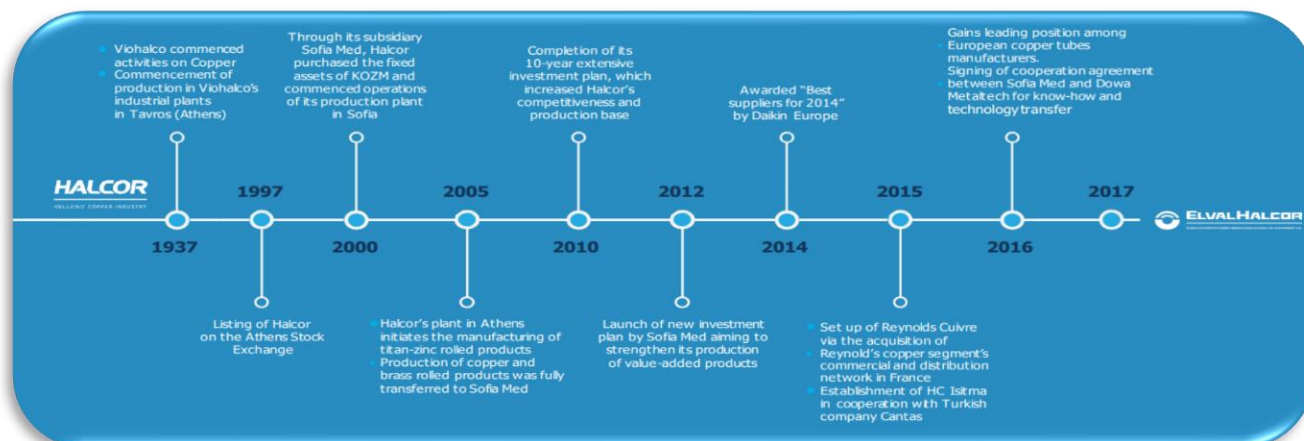 Viohalco commenced
activities on Copper
Commencement of
production in Viohalco's
industrial plants
in Tavros (Athens)
Through its subsidiary
Sofia Med, Halcor
purchased the fixed
assets of KOZM and
commenced operations
of its production plant
in Sofia
Completion of its
10-year extensive
investment plan, which
increased Halcor's
competitiveness and
production base
Awarded "Best
suppliers for 2014"
by Daikin Europe
Gains leading position among
European copper tubes
manufacturers.
Signing of cooperation agreement
between Sofia Med and Dowa
Metaltech for know-how and
technology transfer
HALCOR
HELLENIC COPPER INDUSTRY
1937
1997
2000
2005
2010
2012
2014
2015
2016
2017
ELVALHALCOR
Listing of Halcor
on the Athens Stock
Exchange
Halcor's plant in Athens
initiates the manufacturing of
titan-zinc rolled products
Production of copper and
brass rolled products was fully
transferred to Sofia Med
Launch of new investment
plan by Sofia Med aiming to
strengthen its production
of value-added products
Set up of Reynolds Cuivre
via the acquisition of
Reynold's copper segment's
commercial and distribution
network in France
Establishment of HC Isitma
in cooperation with Turkish
company Cantas